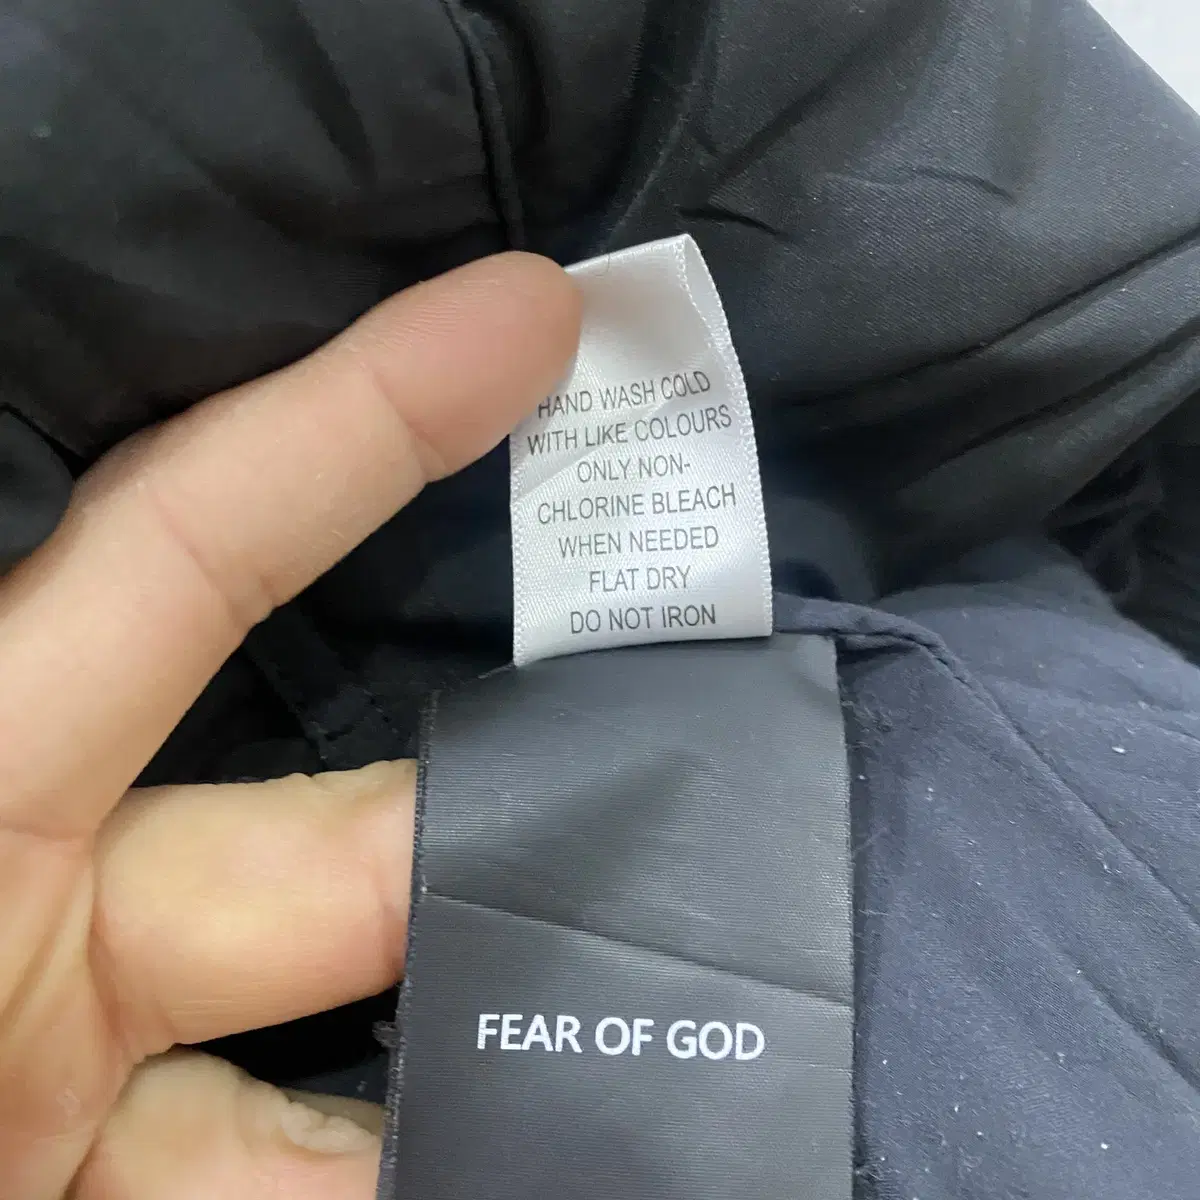 HAND WASH COLD
WITH LIKE COLOURS
ONLY NON-
CHLORINE BLEACH
WHEN NEEDED
FLAT DRY
DO NOT IRON
FEAR OF GOD